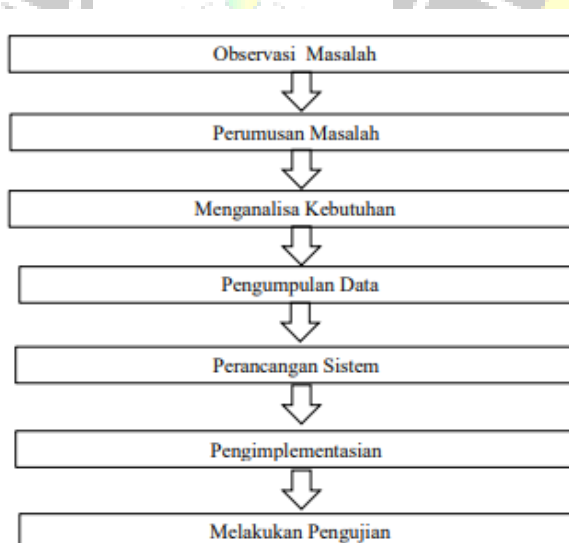 Observasi Masalah
Perumusan Masalah
Menganalisa Kebutuhan
Pengumpulan Data
Perancangan Sistem
Pengimplementasian
Melakukan Pengujian